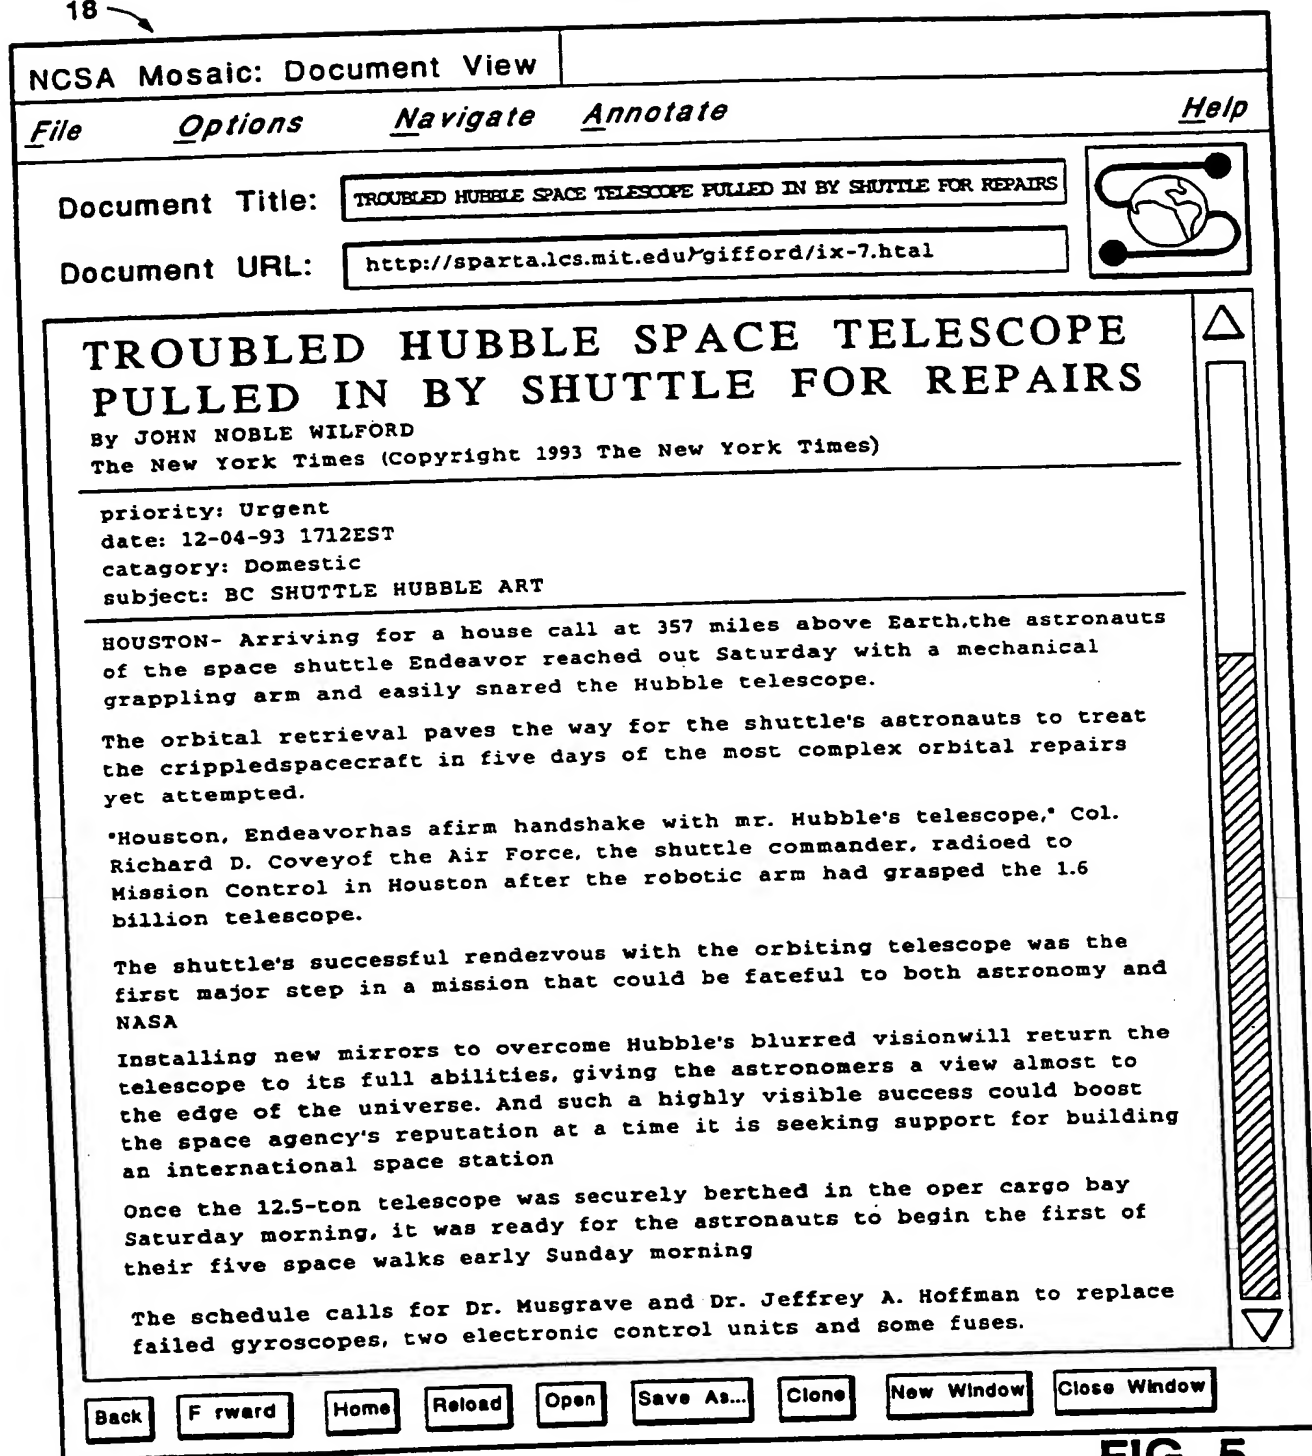 18
NCSA Mosaic: Document View
File Options Navigate Annotate Help
Document Title: TROUBLED HUBBLE SPACE TELESCOPE PULLED IN BY SHUTTLE FOR REPAIRS
Document URL: http://sparta.lcs.mit.edu/~gifford/ix-7.htal
TROUBLED HUBBLE SPACE TELESCOPE
PULLED IN BY SHUTTLE FOR REPAIRS
By JOHN NOBLE WILFORD
The New York Times (Copyright 1993 The New York Times)
priority: Urgent
date: 12-04-93 1712EST
catagory: Domestic
subject: BC SHUTTLE HUBBLE ART
HOUSTON- Arriving for a house call at 357 miles above Earth,the astronauts
of the space shuttle Endeavor reached out Saturday with a mechanical
grappling arm and easily snared the Hubble telescope.
The orbital retrieval paves the way for the shuttle's astronauts to treat
the crippledspacecraft in five days of the most complex orbital repairs
yet attempted.
"Houston, Endeavorhas afirm handshake with mr. Hubble's telescope," Col.
Richard D. Coveyof the Air Force, the shuttle commander, radioed to
Mission Control in Houston after the robotic arm had grasped the 1.6
billion telescope.
The shuttle's successful rendezvous with the orbiting telescope was the
first major step in a mission that could be fateful to both astronomy and
NASA
Installing new mirrors to overcome Hubble's blurred visionwill return the
telescope to its full abilities, giving the astronomers a view almost to
the edge of the universe. And such a highly visible success could boost
the space agency's reputation at a time it is seeking support for building
an international space station
Once the 12.5-ton telescope was securely berthed in the oper cargo bay
Saturday morning, it was ready for the astronauts to begin the first of
their five space walks early Sunday morning
The schedule calls for Dr. Musgrave and Dr. Jeffrey A. Hoffman to replace
failed gyroscopes, two electronic control units and some fuses.
Back F rward Home Reload Open Save As... Clone New Window Close Window
FIG. 5